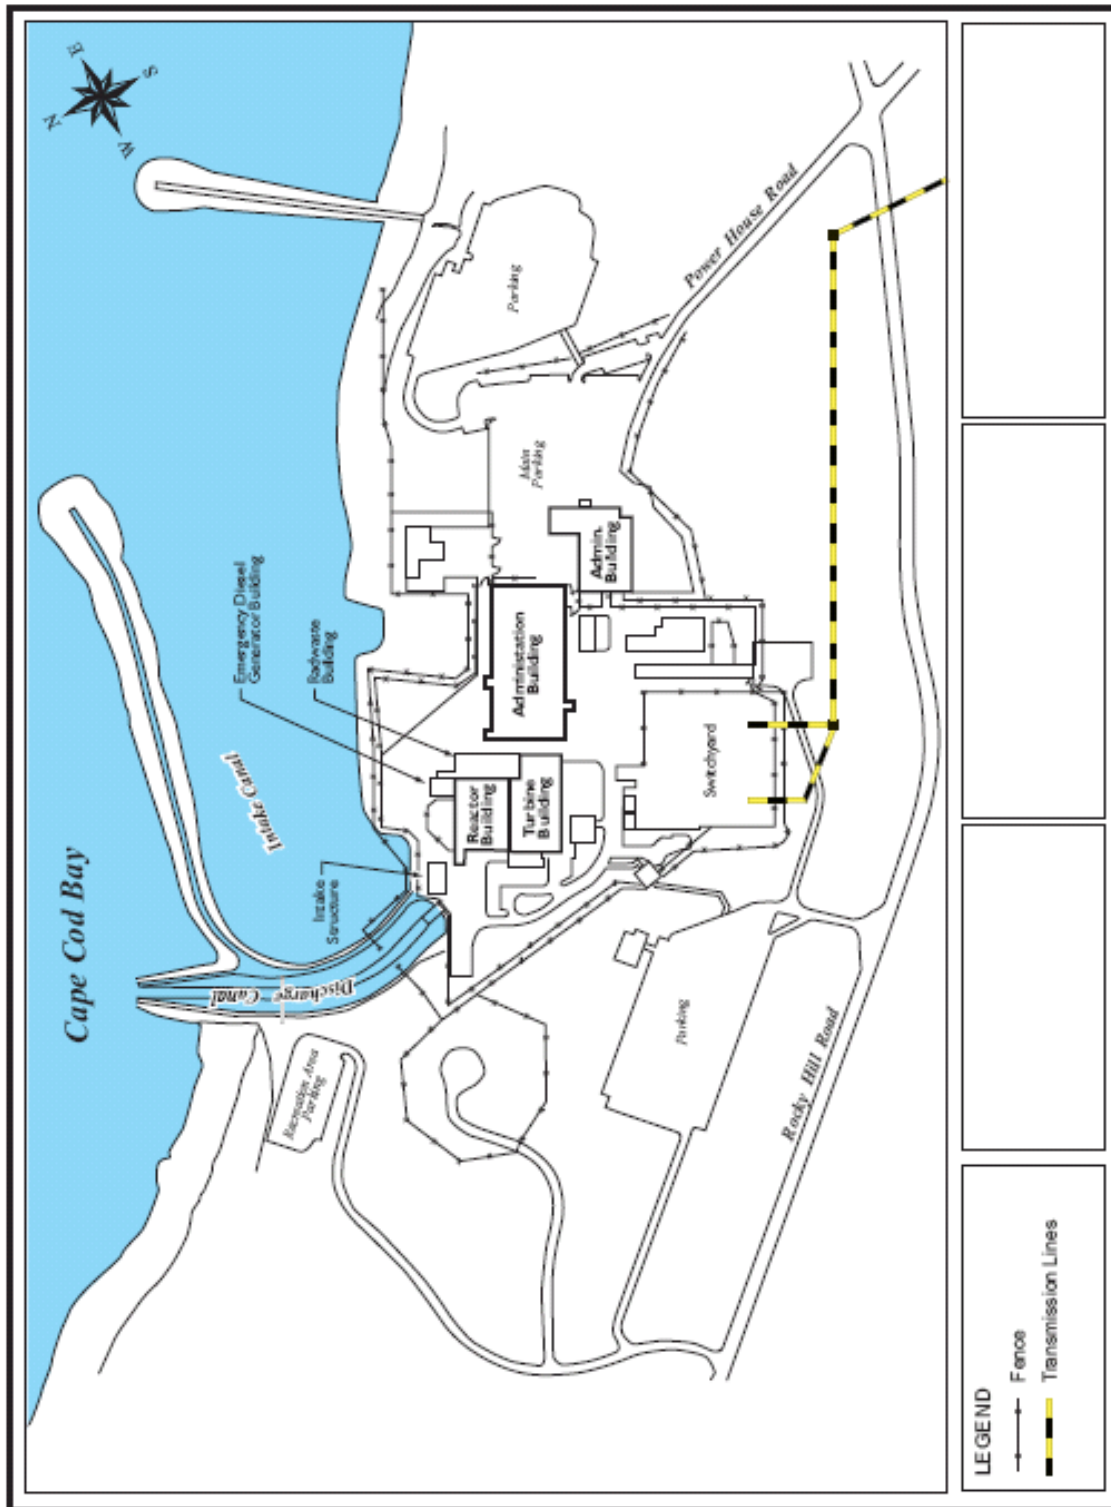 N
E
S
W
Cape Cod Bay
Intake Canal
Discharge Canal
Intake
Structure
Emergency Diesel
Generator Building
Radwaste
Building
Recreation Area
Parking
Reactor
Building
Turbine
Building
Administation
Building
Admin.
Building
Main
Parking
Parking
Switchyard
Parking
Power House Road
Rocky Hill Road
LEGEND
Fence
Transmission Lines